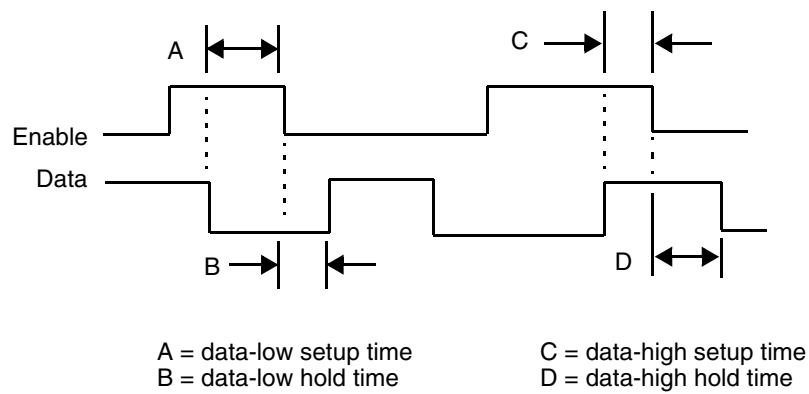 A
C
Enable
Data
B
D
A = data-low setup time
B = data-low hold time
C = data-high setup time
D = data-high hold time